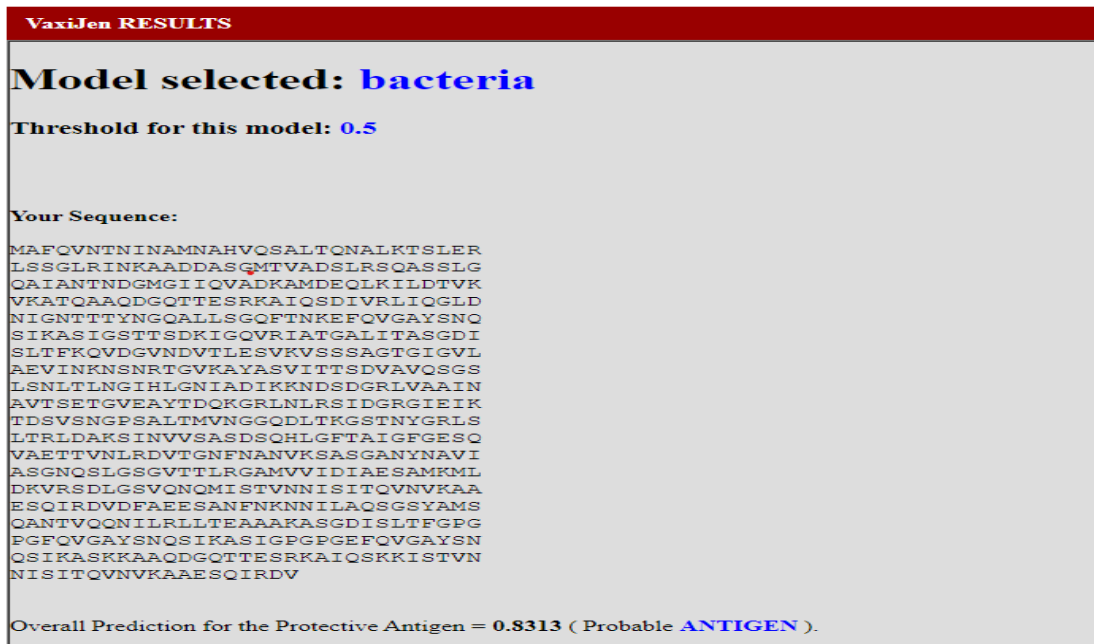 VaxiJen RESULTS
Model selected: bacteria
Threshold for this model: 0.5
Your Sequence:
MAFQVNTNINAMNAHVQSALTQNALKTSLER
LSSGLRINKAADDASGMTVADSLRSQASSLG
QAIANTNDGMGIIQVADKAMDEQLKILDTVK
VKATQAAQDGQTTESRKAIQSDIVRLIQGLD
NIGNTTTYNGQALLSGQFTNKEFQVGAYSNQ
SIKASIGSTTSDKIGQVRIATGALITASGDI
SLTFKQVDGVNDVTLESVKVSSSAGTGIGVL
AEVINKNSNRTGVKAYASVITTSDVAVQSGS
LSNLTLNGIHLGNIADIKKNDSDGRLVAAIN
AVTSETGVEAYTDQKGRLNLRSIDGRGIEIK
TDSVSNGPSALTMVNGGQDLTKGSTNYGRLS
LTRLDAKSINVVSASDSQHLGFTAIGFGESQ
VAETTVNLRDVTGNFNANVKSASGANYNAVI
ASGNQSLGSGVTTLRGAMVVIDIAESAMKML
DKVRSDLGSVQNQMISTVNNISITQVNVKAA
ESQIRDVDFAEESANFNKNNILAQSGSYAMS
QANTVQQNILRLLTEAAAKASGDISLTFGPG
PGFQVGAYSNQSIKASIGPGPGEFQVGAYSN
QSIKASKKAAQDGQTTESRKAIQSKKISTVN
NISITQVNVKAAESQIRDV
Overall Prediction for the Protective Antigen = 0.8313 ( Probable ANTIGEN ).